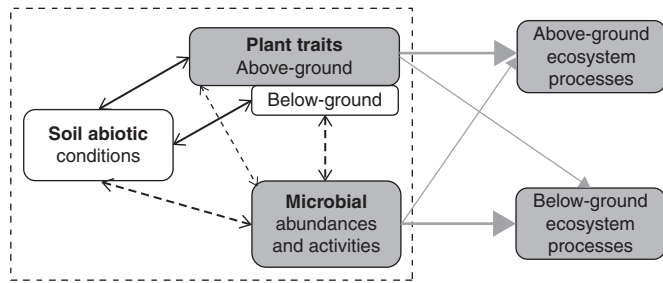 Plant traits
Above-ground
Below-ground
Soil abiotic
conditions
Microbial
abundances
and activities
Above-ground
ecosystem
processes
Below-ground
ecosystem
processes